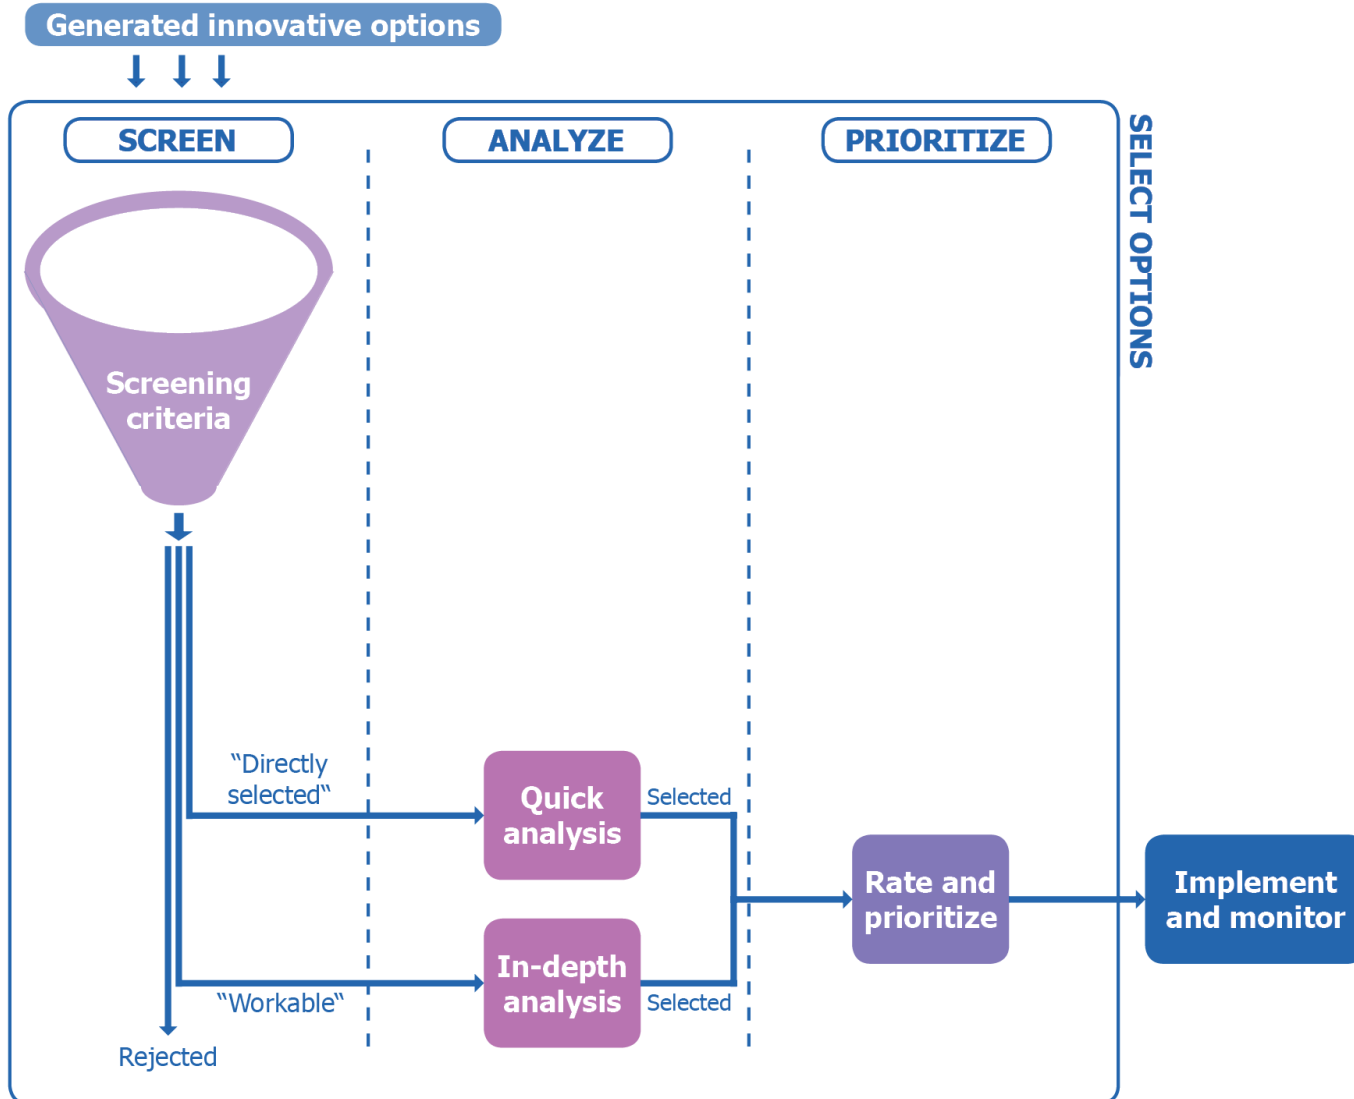 Generated innovative options
SCREEN
ANALYZE
PRIORITIZE
SELECT OPTIONS
Screening
criteria
“Directly
selected“
Quick
analysis
Selected
Rate and
prioritize
Implement
and monitor
In-depth
analysis
“Workable“
Selected
Rejected